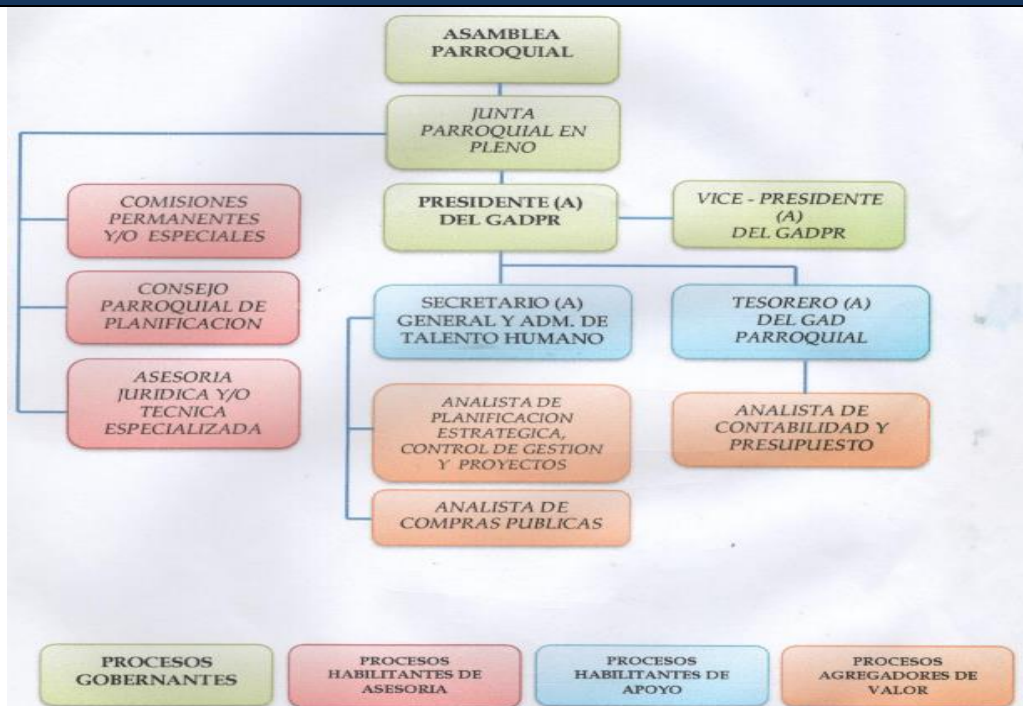 ASAMBLEA
PARROQUIAL
JUNTA
PARROQUIAL EN
PLENO
COMISIONES
PERMANENTES
Y/O ESPECIALES
PRESIDENTE (A)
DEL GADPR
VICE - PRESIDENTE
(A)
DEL GADPR
CONSEJO
PARROQUIAL DE
PLANIFICACION
SECRETARIO (A)
GENERAL Y ADM. DE
TALENTO HUMANO
TESORERO (A)
DEL GAD
PARROQUIAL
ASESORIA
JURIDICA Y/O
TECNICA
ESPECIALIZADA
ANALISTA DE
PLANIFICACION
ESTRATEGICA,
CONTROL DE GESTION
Y PROYECTOS
ANALISTA DE
CONTABILIDAD Y
PRESUPUESTO
ANALISTA DE
COMPRAS PUBLICAS
PROCESOS
GOBERNANTES
PROCESOS
HABILITANTES DE
ASESORIA
PROCESOS
HABILITANTES DE
APOYO
PROCESOS
AGREGADORES DE
VALOR